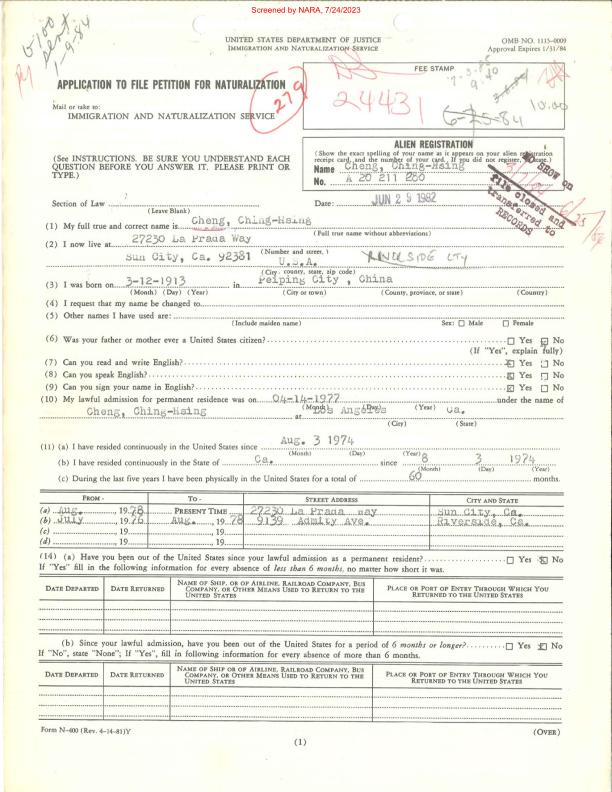 Screened by NARA, 7/24/2023
UNITED STATES DEPARTMENT OF JUSTICE
IMMIGRATION AND NATURALIZATION SERVICE
OMB NO. 1115-0009
Approval Expires 1/31/84
1-9-84
APPLICATION TO FILE PETITION FOR NATURALIZATION
Mail or take to:
IMMIGRATION AND NATURALIZATION SERVICE
279
FEE STAMP
24431
10.00
(See INSTRUCTIONS. BE SURE YOU UNDERSTAND EACH
QUESTION BEFORE YOU ANSWER IT. PLEASE PRINT OR
TYPE.)
ALIEN REGISTRATION
(Show the exact spelling of your name as it appears on your alien registration
receipt card, and the number of your card. If you did not register, so state.)
Name Cheng, Ching-Hsing
No. A 20 211 280
NO SHOW on
file closed and
transferred to
RECORDS
Section of Law
(Leave Blank)
Date: JUN 29 1982
(1) My full true and correct name is Cheng, Ching-Hsing
(Full true name without abbreviations)
(2) I now live at 27230 La Prada Way
(Number and street,)
Sun City, Ca. 92381 U.S.A. RIVERSIDE CTY
(City, county, state, zip code)
(3) I was born on 3-12-1913 in Peiping City, China
(Month) (Day) (Year) (City or town) (County, province, or state) (Country)
(4) I request that my name be changed to
(5) Other names I have used are:
(Include maiden name) Sex: Male Female
(6) Was your father or mother ever a United States citizen? Yes No
(If "Yes", explain fully)
(7) Can you read and write English? Yes No
(8) Can you speak English? Yes No
(9) Can you sign your name in English? Yes No
(10) My lawful admission for permanent residence was on 04-14-1977 under the name of
(Month) (Day) (Year)
Cheng, Ching-Hsing at Los Angeles Ca.
(City) (State)
(11) (a) I have resided continuously in the United States since Aug. 3 1974
(Month) (Day) (Year)
(b) I have resided continuously in the State of Ca. since 8 3 1974
(Month) (Day) (Year)
(c) During the last five years I have been physically in the United States for a total of 60 months.
FROM - TO - STREET ADDRESS CITY AND STATE
(a) Aug. , 19 78 PRESENT TIME 27230 La Prada Way Sun City, Ca.
(b) July , 19 76 Aug. , 19 78 9139 Admity Ave. Riverside, Ca.
(c) , 19 , 19
(d) , 19 , 19
(14) (a) Have you been out of the United States since your lawful admission as a permanent resident? Yes No
If "Yes" fill in the following information for every absence of less than 6 months, no matter how short it was.
DATE DEPARTED DATE RETURNED NAME OF SHIP, OR OF AIRLINE, RAILROAD COMPANY, BUS COMPANY, OR OTHER MEANS USED TO RETURN TO THE UNITED STATES PLACE OR PORT OF ENTRY THROUGH WHICH YOU RETURNED TO THE UNITED STATES
(b) Since your lawful admission, have you been out of the United States for a period of 6 months or longer? Yes No
If "No", state "None"; If "Yes", fill in following information for every absence of more than 6 months.
DATE DEPARTED DATE RETURNED NAME OF SHIP, OR OF AIRLINE, RAILROAD COMPANY, BUS COMPANY, OR OTHER MEANS USED TO RETURN TO THE UNITED STATES PLACE OR PORT OF ENTRY THROUGH WHICH YOU RETURNED TO THE UNITED STATES
Form N-400 (Rev. 4-14-81)Y
(1)
(OVER)